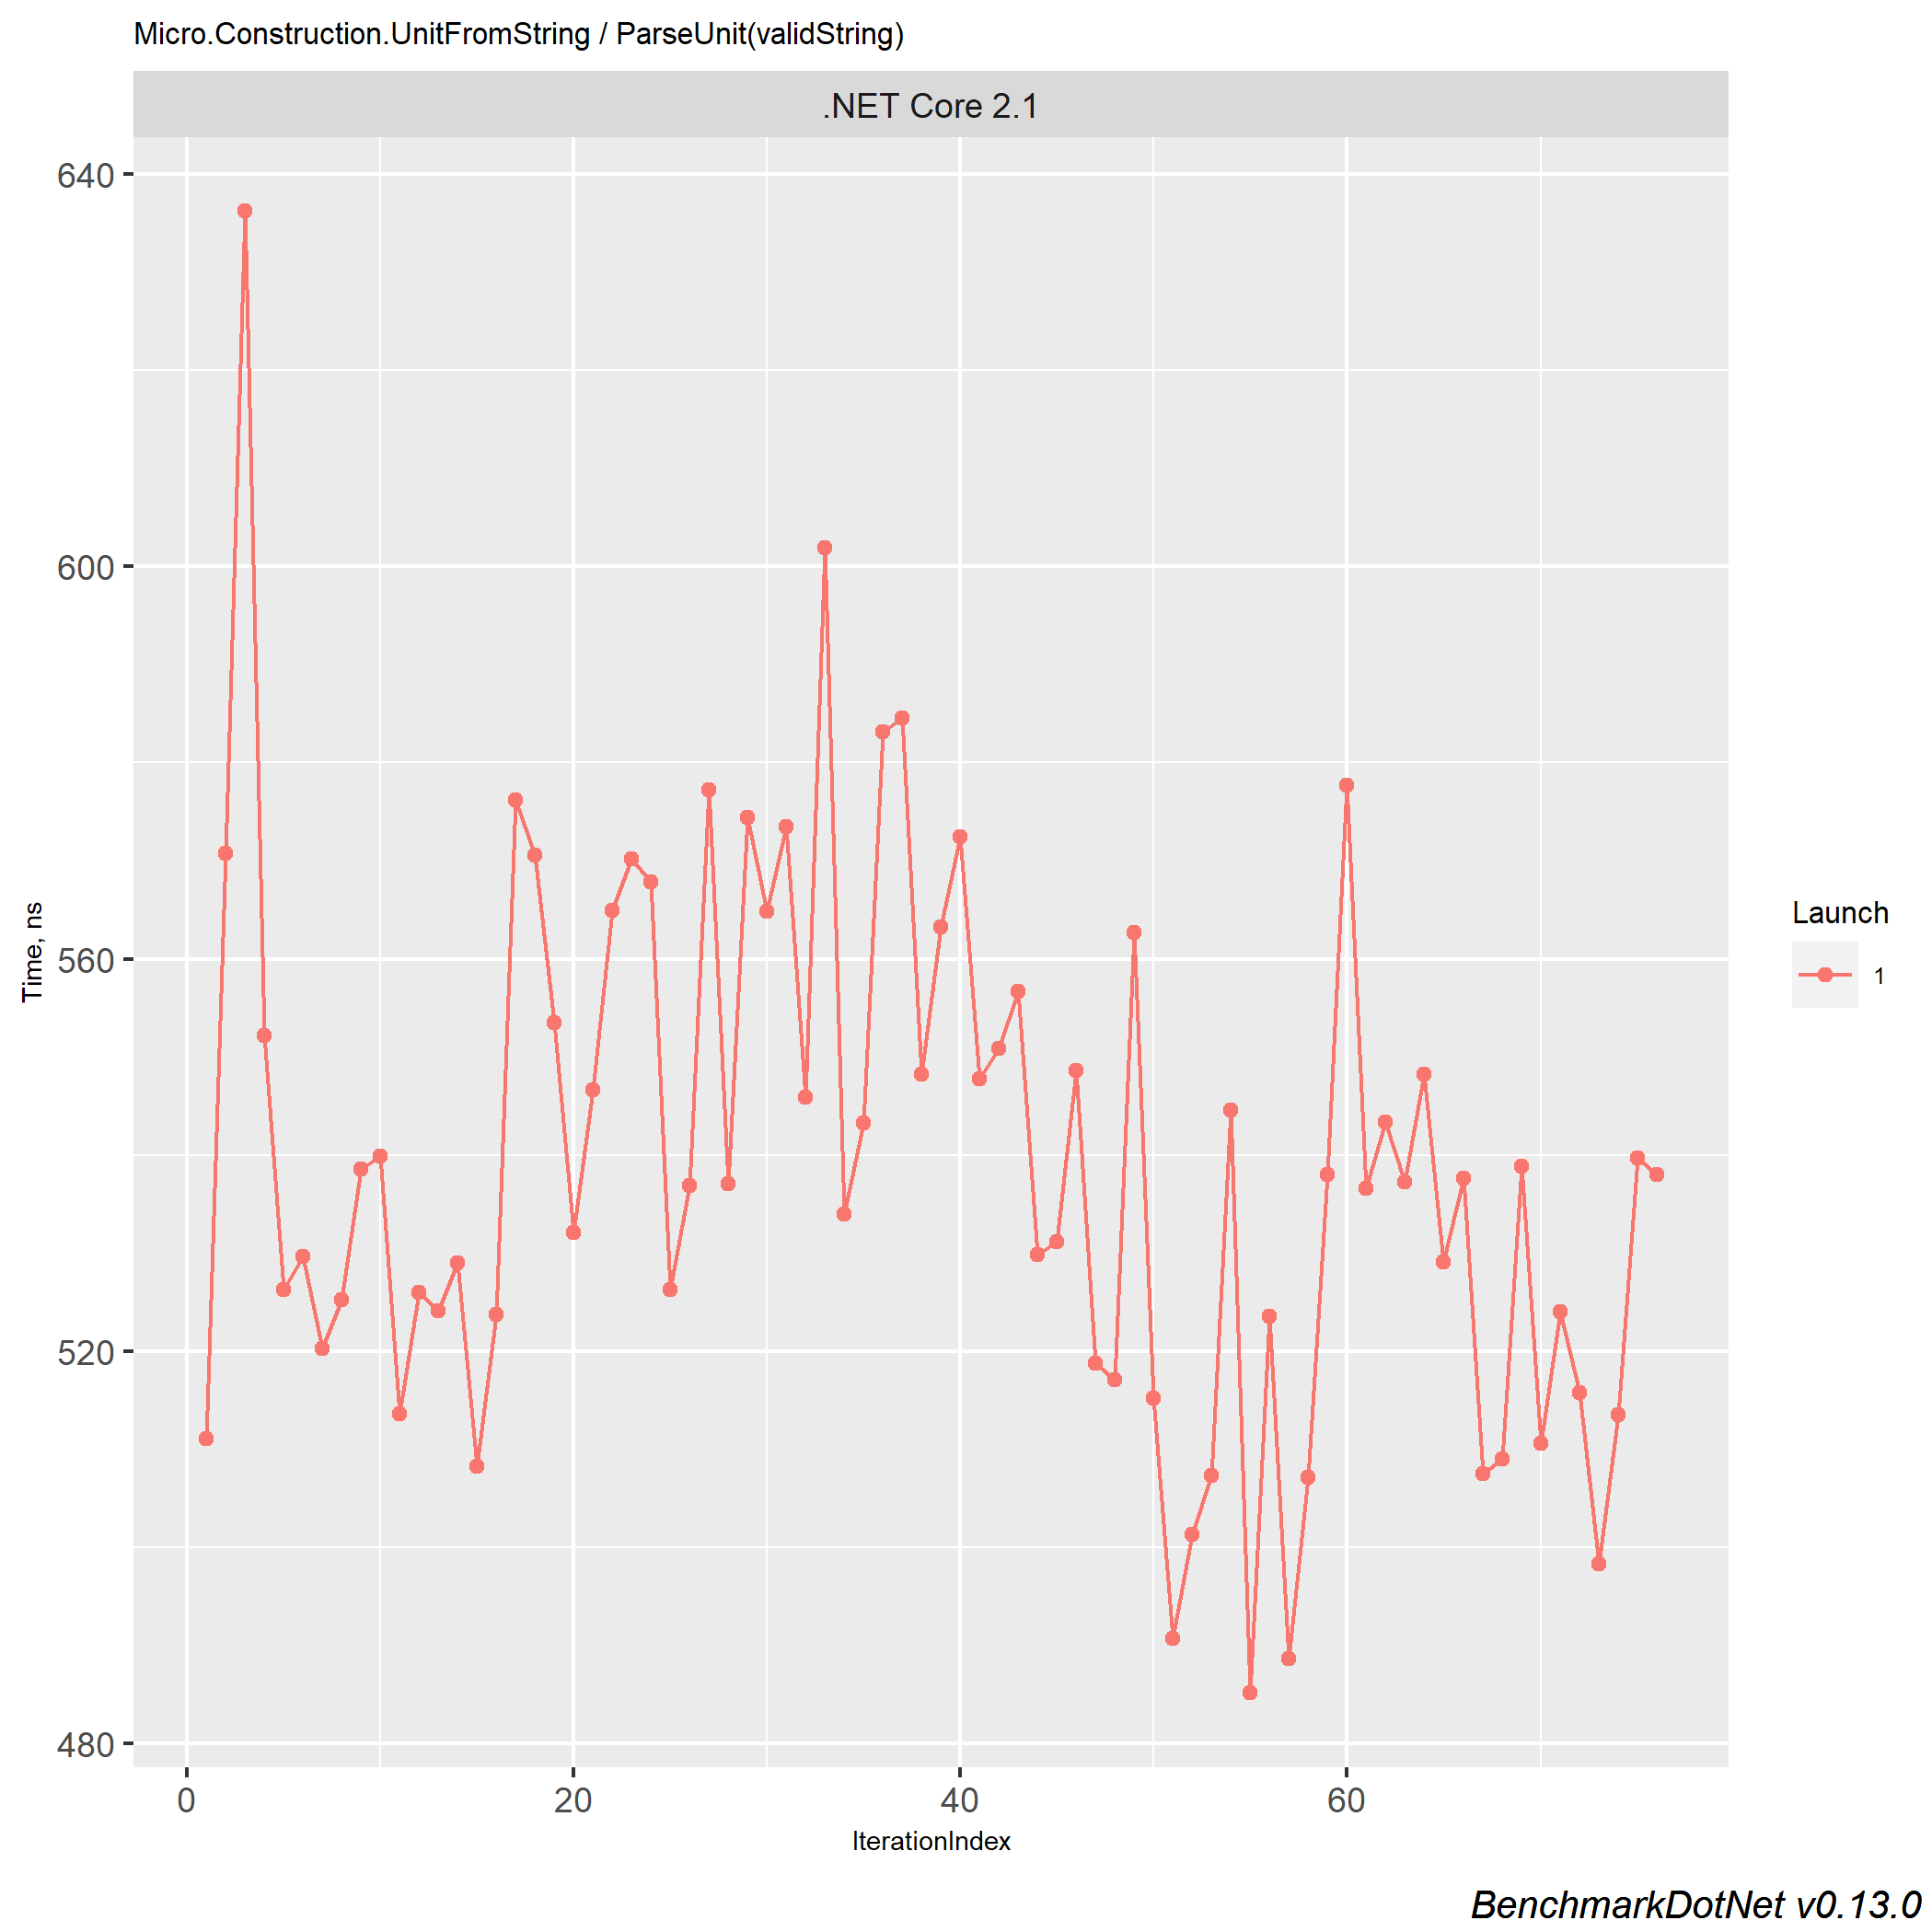 Micro.Construction.UnitFromString / ParseUnit(validString)
.NET Core 2.1
640
600
560
520
480
Time, ns
0 20 40 60
IterationIndex
Launch
1
BenchmarkDotNet v0.13.0